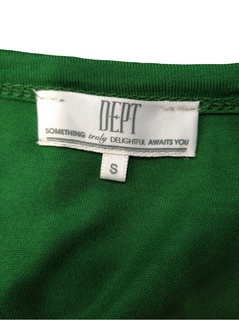 DEPT
SOMETHING truly DELIGHTFUL AWAITS YOU
S